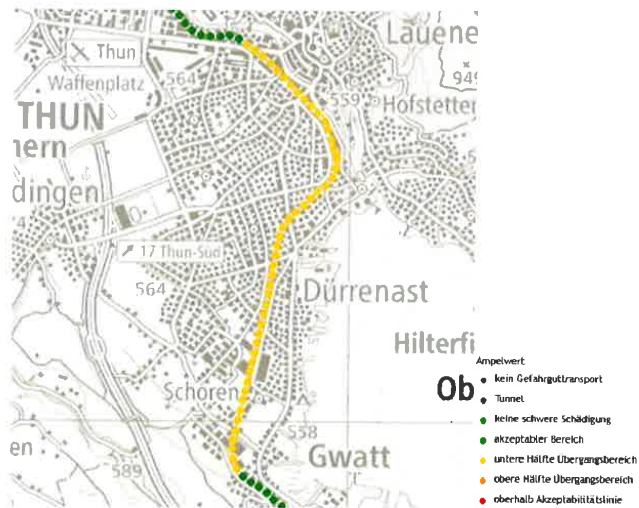 Lauene
Thun
949
Waffenplatz
564
559
Hofstetter
THUN
nern
dingen
17 Thun-Süd
564
Dürrenast
Hilterfi
Ampelwert
Ob
kein Gefahrguttransport
Schoren
Tunnel
keine schwere Schädigung
en
558
akzeptabler Bereich
589
Gwatt
untere Hälfte Übergangsbereich
obere Hälfte Übergangsbereich
oberhalb Akzeptabilitätslinie